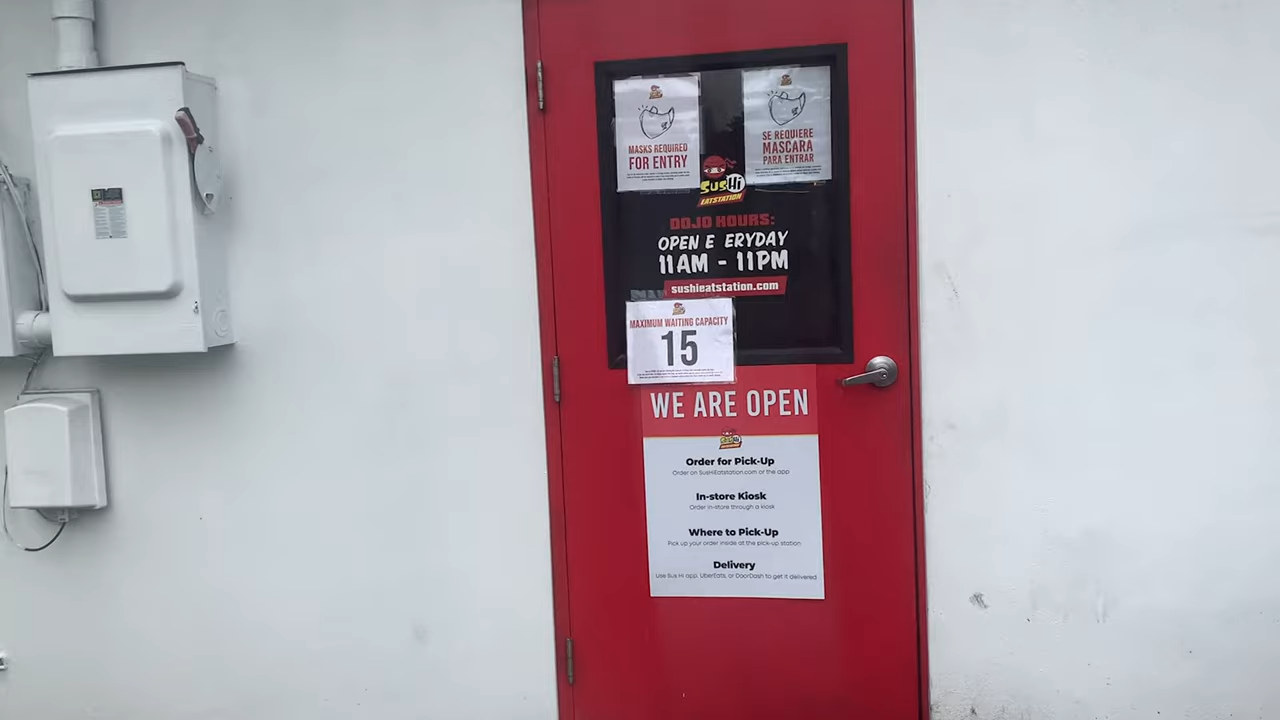 MASKS REQUIRED
FOR ENTRY
SE REQUIERE
MASCARA
PARA ENTRAR
SusHi
EATSTATION
DOJO HOURS:
OPEN E ERYDAY
11AM - 11PM
sushieatstation.com
MAXIMUM WAITING CAPACITY
15
WE ARE OPEN
SusHi
EATSTATION
Order for Pick-Up
Order on SusHiEatstation.com or the app
In-store Kiosk
Order in-store through a kiosk
Where to Pick-Up
Pick up your order inside at the pick-up station
Delivery
Use Sus Hi app, UberEats, or DoorDash to get it delivered